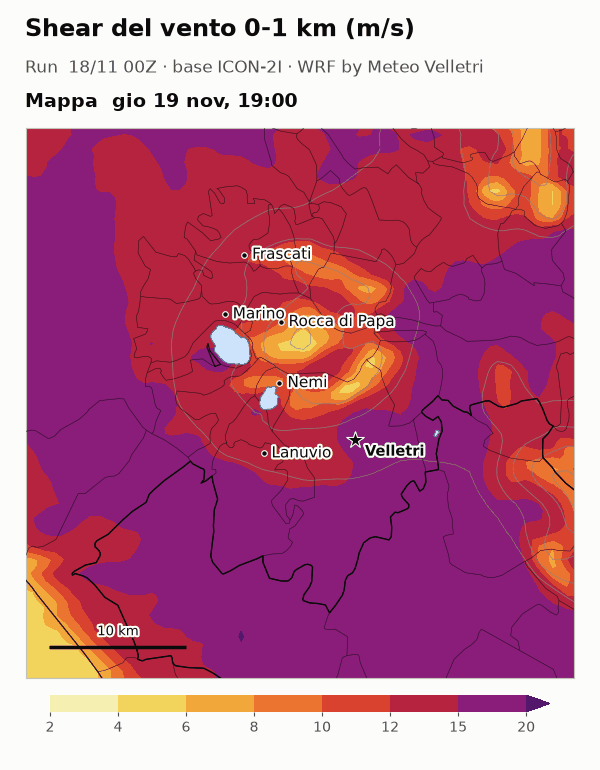 Shear del vento 0-1 km (m/s)
Run  18/11 00Z · base ICON-2I · WRF by Meteo Velletri
Mappa  gio 19 nov, 19:00
Frascati
Marino
Rocca di Papa
Nemi
Velletri
Lanuvio
10 km
2 4 6 8 10 12 15 20